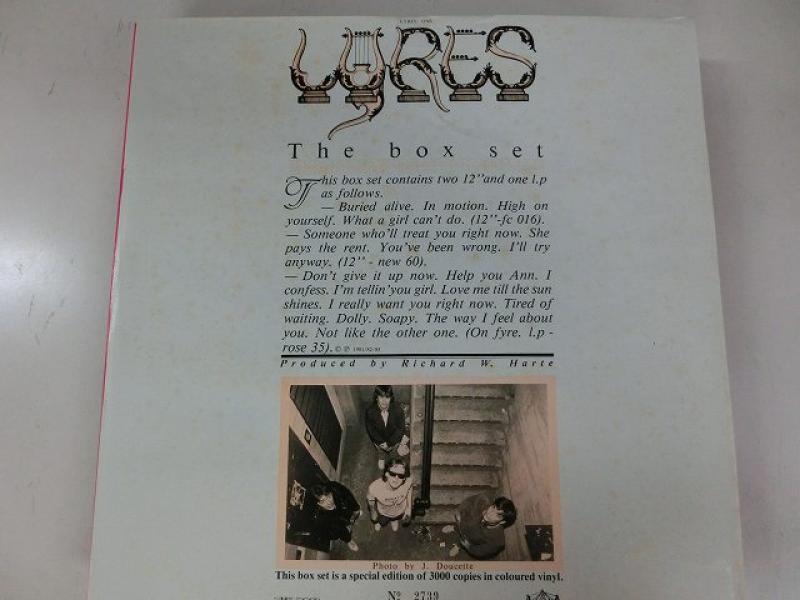 LYRES
The box set
This box set contains two 12''and one l.p
as follows.
— Buried alive. In motion. High on
yourself. What a girl can't do. (12''-fc 016).
— Someone who'll treat you right now. She
pays the rent. You've been wrong. I'll try
anyway. (12'' - new 60).
— Don't give it up now. Help you Ann. I
confess. I'm tellin'you girl. Love me till the sun
shines. I really want you right now. Tired of
waiting. Dolly. Soapy. The way I feel about
you. Not like the other one. (On fyre. l.p -
rose 35). © ℗
Produced by Richard W. Harte
Photo by J. Doucette
This box set is a special edition of 3000 copies in coloured vinyl.
Nº 2739